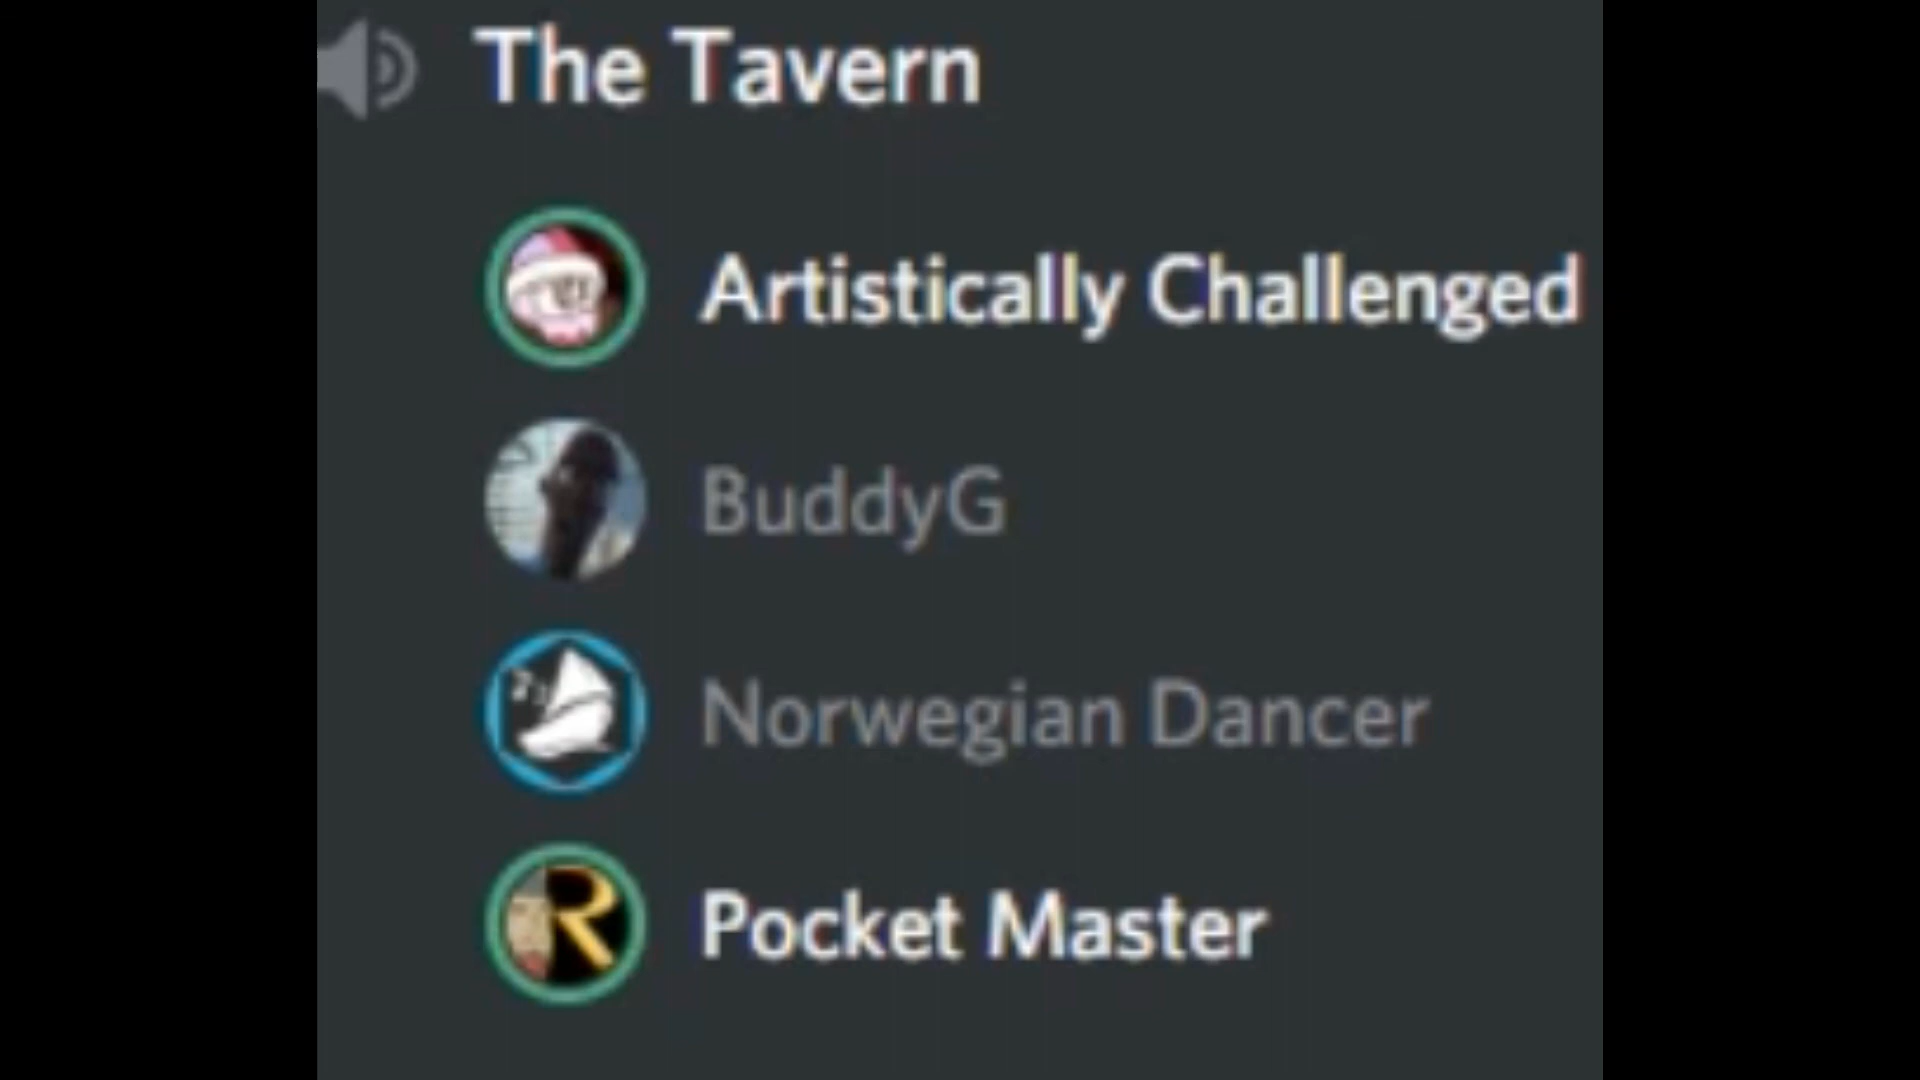 The Tavern
Artistically Challenged
BuddyG
Norwegian Dancer
R
Pocket Master